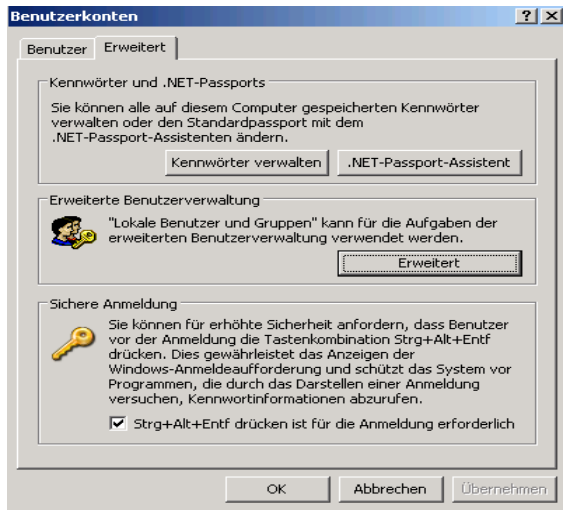 Benutzerkonten
Benutzer Erweitert
Kennwörter und .NET-Passports
Sie können alle auf diesem Computer gespeicherten Kennwörter
verwalten oder den Standardpassport mit dem
.NET-Passport-Assistenten ändern.
Kennwörter verwalten .NET-Passport-Assistent
Erweiterte Benutzerverwaltung
"Lokale Benutzer und Gruppen" kann für die Aufgaben der
erweiterten Benutzerverwaltung verwendet werden.
Erweitert
Sichere Anmeldung
Sie können für erhöhte Sicherheit anfordern, dass Benutzer
vor der Anmeldung die Tastenkombination Strg+Alt+Entf
drücken. Dies gewährleistet das Anzeigen der
Windows-Anmeldeaufforderung und schützt das System vor
Programmen, die durch das Darstellen einer Anmeldung
versuchen, Kennwortinformationen abzurufen.
Strg+Alt+Entf drücken ist für die Anmeldung erforderlich
OK Abbrechen Übernehmen